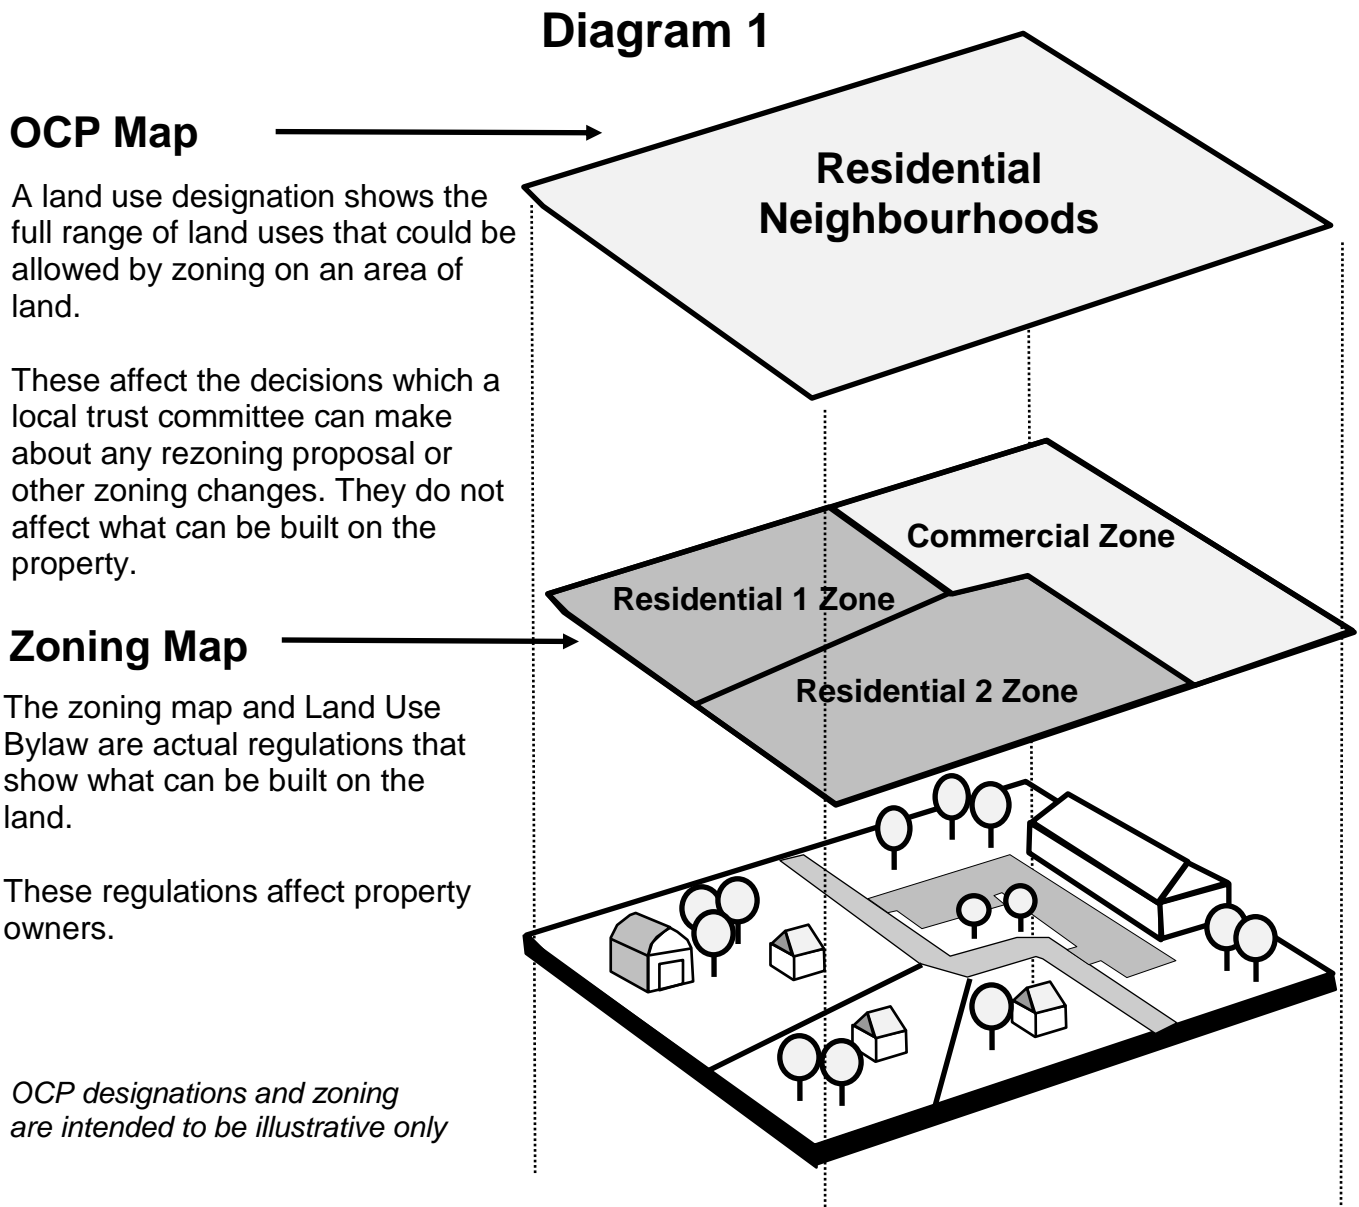 Diagram 1
OCP Map
A land use designation shows the
full range of land uses that could be
allowed by zoning on an area of
land.
These affect the decisions which a
local trust committee can make
about any rezoning proposal or
other zoning changes. They do not
affect what can be built on the
property.
Residential
Neighbourhoods
Zoning Map
The zoning map and Land Use
Bylaw are actual regulations that
show what can be built on the
land.
These regulations affect property
owners.
Commercial Zone
Residential 1 Zone
Residential 2 Zone
OCP designations and zoning
are intended to be illustrative only